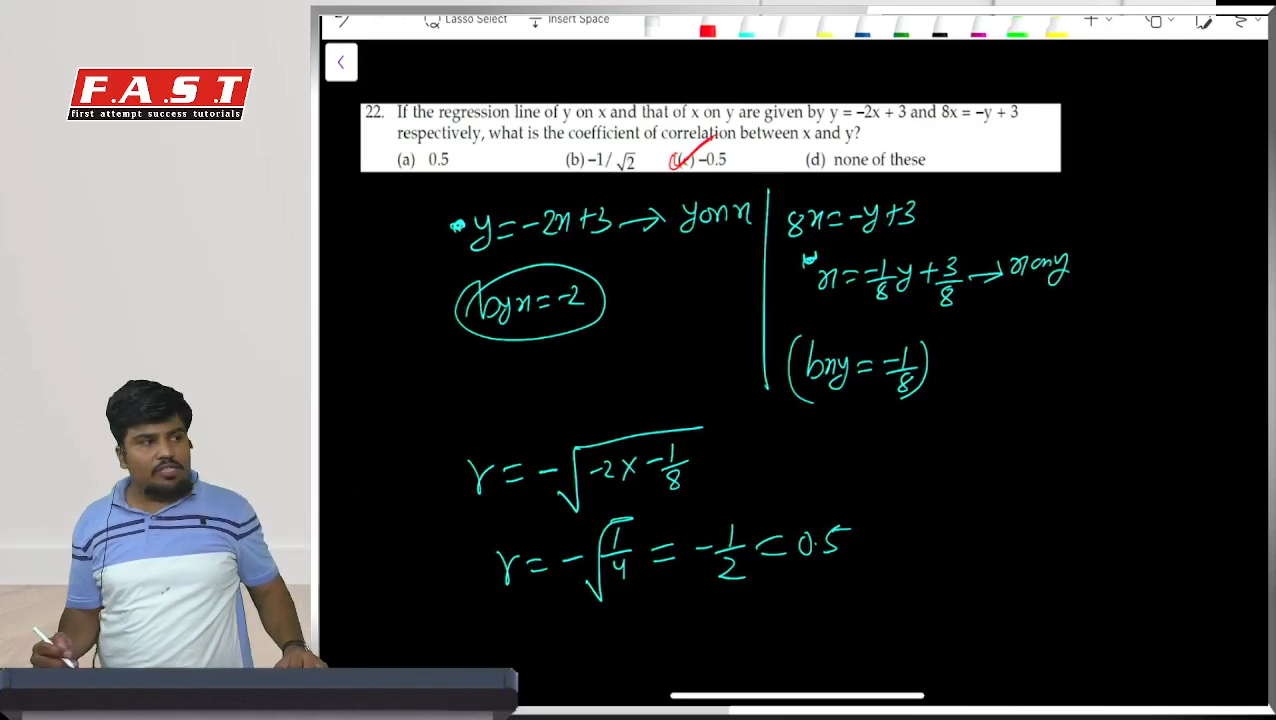 Lasso Select
Insert Space
F.A.S.T
first attempt success tutorials
22. If the regression line of y on x and that of x on y are given by y = –2x + 3 and 8x = –y + 3
respectively, what is the coefficient of correlation between x and y?
(a) 0.5 (b) –1/√2 (c) –0.5 (d) none of these
y = -2x + 3 → y on x
byx = -2
8x = -y + 3
x = -1/8 y + 3/8 → x on y
(bxy = -1/8)
r = -√-2 x -1/8
r = -√1/4 = -1/2 = 0.5